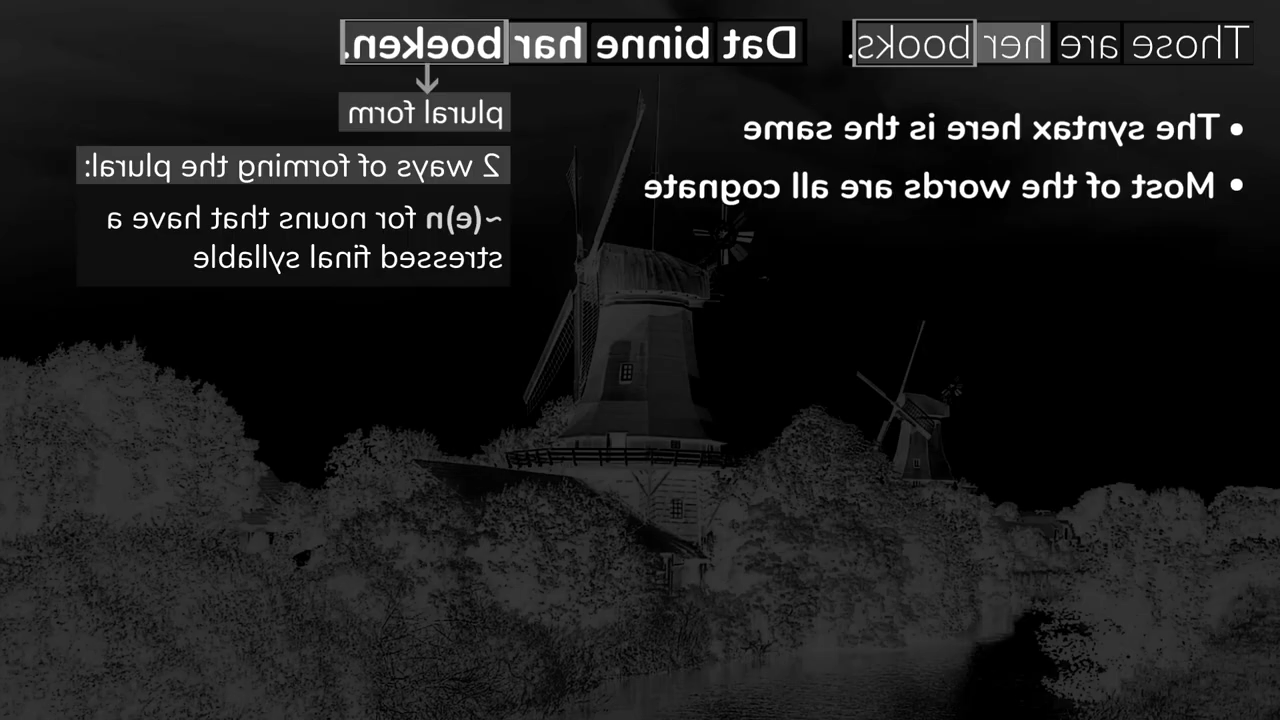 Those are her books.
Dat binne har boeken.
• The syntax here is the same
• Most of the words are all cognate
plural form
2 ways of forming the plural:
~(e)n for nouns that have a
stressed final syllable